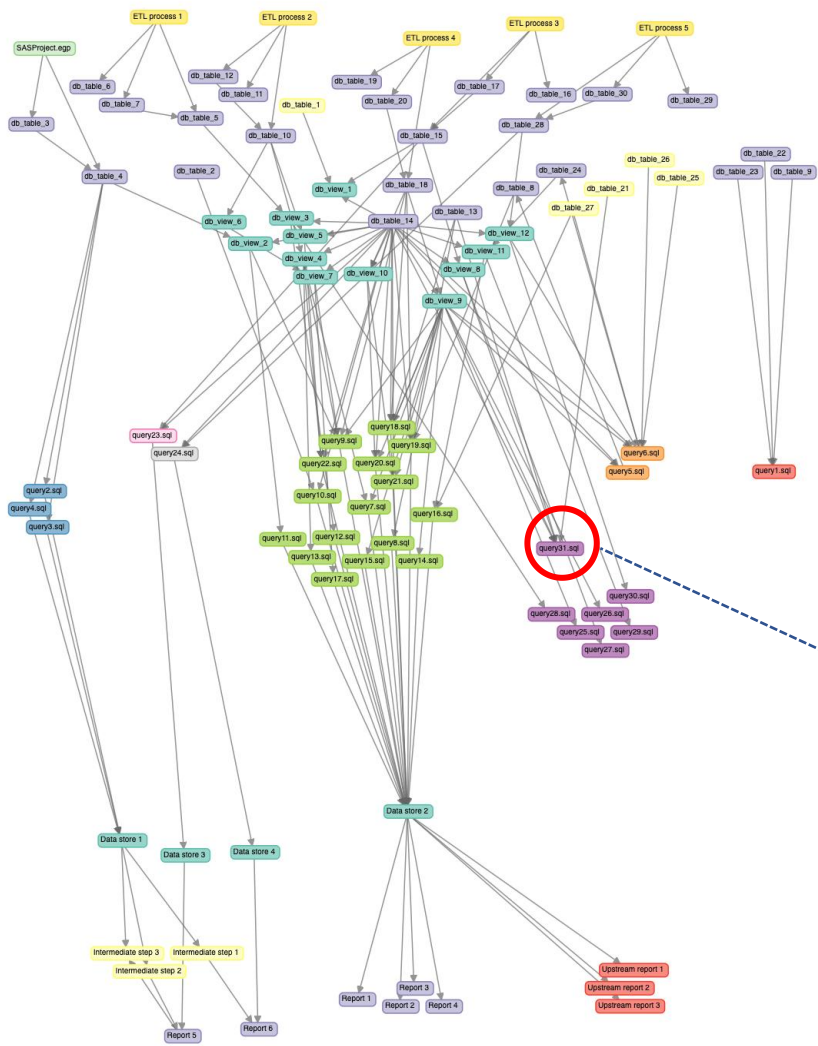 ETL process 1
ETL process 2
ETL process 3
ETL process 4
ETL process 5
SASProject.egp
db_table_6
db_table_7
db_table_12
db_table_11
db_table_19
db_table_20
db_table_17
db_table_16
db_table_30
db_table_29
db_table_1
db_table_3
db_table_5
db_table_10
db_table_15
db_table_28
db_table_4
db_table_2
db_view_1
db_table_18
db_table_8
db_table_24
db_table_21
db_table_26
db_table_25
db_table_22
db_table_23
db_table_9
db_view_6
db_view_3
db_table_14
db_table_13
db_table_27
db_view_2
db_view_5
db_view_12
db_view_4
db_view_11
db_view_7
db_view_10
db_view_8
db_view_9
query23.sql
query24.sql
query9.sql
query18.sql
query19.sql
query22.sql
query20.sql
query21.sql
query6.sql
query5.sql
query1.sql
query2.sql
query4.sql
query3.sql
query10.sql
query7.sql
query16.sql
query11.sql
query12.sql
query8.sql
query13.sql
query15.sql
query14.sql
query17.sql
query31.sql
query30.sql
query28.sql
query26.sql
query25.sql
query29.sql
query27.sql
Data store 1
Data store 3
Data store 4
Data store 2
Intermediate step 3
Intermediate step 1
Intermediate step 2
Report 5
Report 6
Report 1
Report 3
Report 2
Report 4
Upstream report 1
Upstream report 2
Upstream report 3